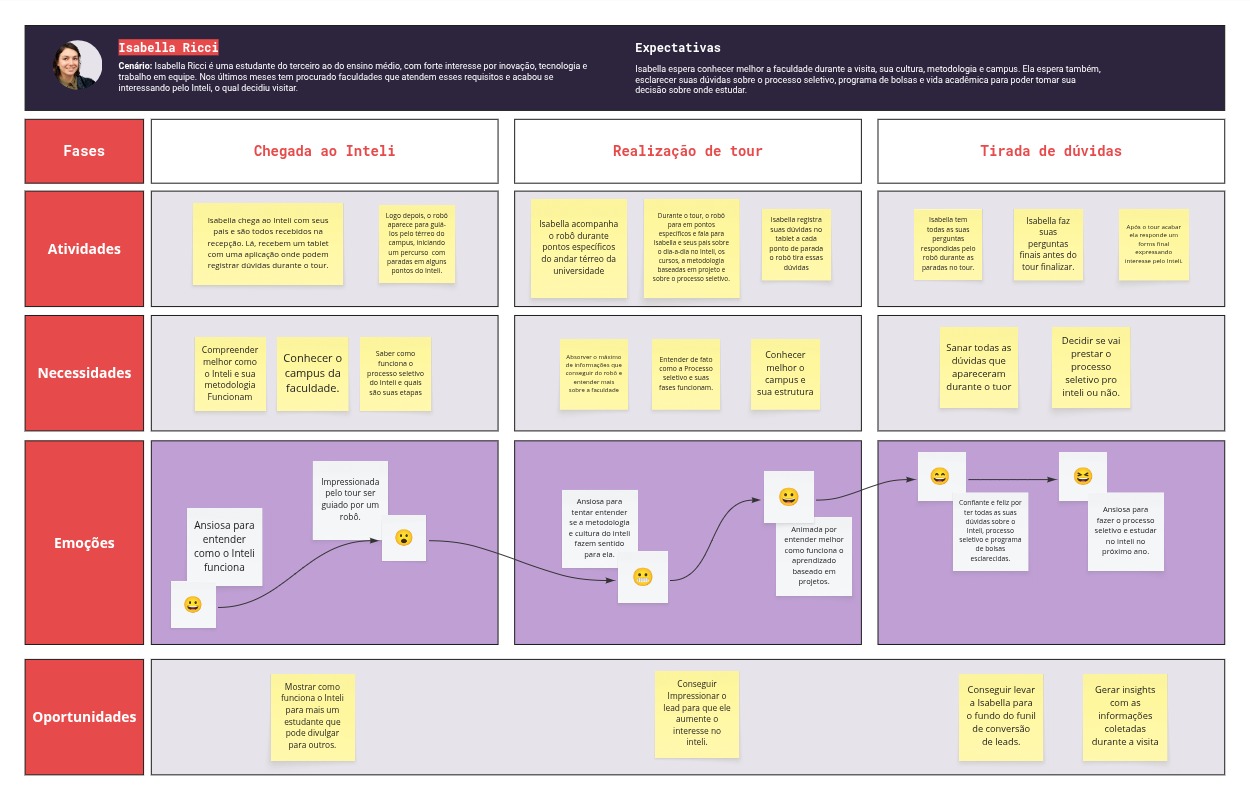 Isabella Ricci
Cenário: Isabella Ricci é uma estudante do terceiro ao do ensino médio, com forte interesse por inovação, tecnologia e
trabalho em equipe. Nos últimos meses tem procurado faculdades que atendem esses requisitos e acabou se
interessando pelo Inteli, o qual decidiu visitar.
Expectativas
Isabella espera conhecer melhor a faculdade durante a visita, sua cultura, metodologia e campus. Ela espera também,
esclarecer suas dúvidas sobre o processo seletivo, programa de bolsas e vida acadêmica para poder tomar sua
decisão sobre onde estudar.
Fases
Chegada ao Inteli
Realização de tour
Tirada de dúvidas
Atividades
Isabella chega ao Inteli com seus
pais e são todos recebidos na
recepção. Lá, recebem um tablet
com uma aplicação onde podem
registrar dúvidas durante o tour.
Logo depois, o robô
aparece para guiá-
los pelo térreo do
campus, iniciando
um percurso com
paradas em alguns
pontos do Inteli.
Isabella acompanha
o robô durante
pontos específicos
do andar térreo da
universidade
Durante o tour, o robô
para em pontos
específicos e fala para
Isabella e seus pais sobre
o dia-a-dia no Inteli, os
cursos, a metodologia
baseadas em projeto e
sobre o processo seletivo.
Isabella registra
suas dúvidas no
tablet a cada
ponto de parada
o robô tira essas
dúvidas
Isabella tem
todas as suas
perguntas
respondidas pelo
robô durante as
paradas no tour.
Isabella faz
suas
perguntas
finais antes do
tour finalizar.
Após o tour acabar
ela responde um
forms final
expressando
interesse pelo Inteli.
Necessidades
Compreender
melhor como
o Inteli e sua
metodologia
Funcionam
Conhecer o
campus da
faculdade.
Saber como
funciona o
processo seletivo
do Inteli e quais
são suas etapas
Absorver o máximo
de informações que
conseguir do robô e
entender mais
sobre a faculdade
Entender de fato
como a Processo
seletivo e suas
fases funcionam.
Conhecer
melhor o
campus e
sua estrutura
Sanar todas as
dúvidas que
apareceram
durante o tuor
Decidir se vai
prestar o
processo
seletivo pro
inteli ou não.
Emoções
Ansiosa para
entender
como o Inteli
funciona
Impressionada
pelo tour ser
guiado por um
robô.
Ansiosa por
tentar entender
se a metodologia
e cultura do Inteli
fazem sentido
para ela.
Animada por
entender melhor
como funciona o
aprendizado
baseado em
projetos.
Confiante e feliz por
ter todas as suas
dúvidas sobre o
Inteli, processo
seletivo e programa
de bolsas
esclarecidas.
Ansiosa para
fazer o processo
seletivo e estudar
no inteli no
próximo ano.
Oportunidades
Mostrar como
funciona o Inteli
para mais um
estudante que
pode divulgar
para outros.
Conseguir
Impressionar o
lead para que ele
aumente o
interesse no
inteli.
Conseguir levar
a Isabella para
o fundo do funil
de conversão
de leads.
Gerar insights
com as
informações
coletadas
durante a visita